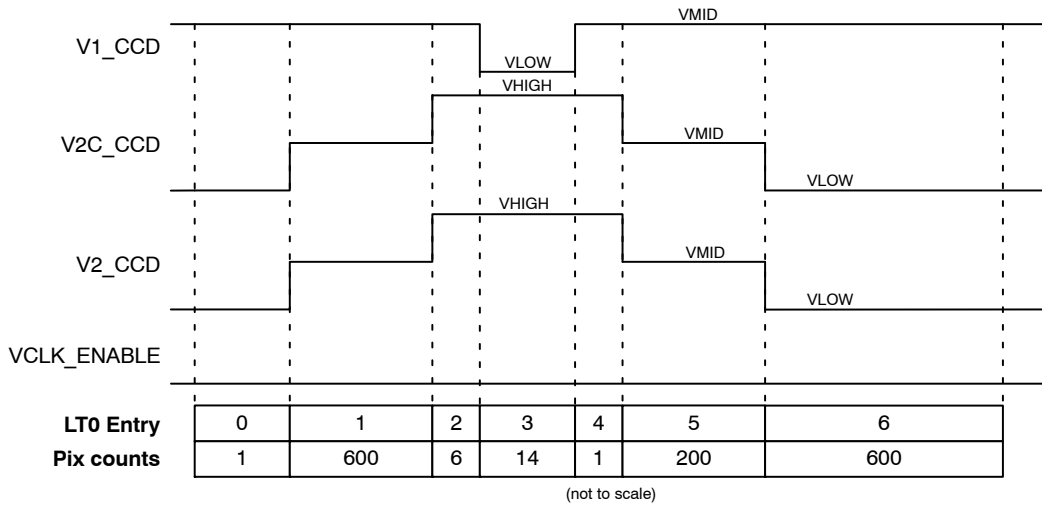 VMID
V1_CCD
VLOW
VHIGH
V2C_CCD
VMID
VLOW
VHIGH
V2_CCD
VMID
VLOW
VCLK_ENABLE
LT0 Entry 0 1 2 3 4 5 6
Pix counts 1 600 6 14 1 200 600
(not to scale)